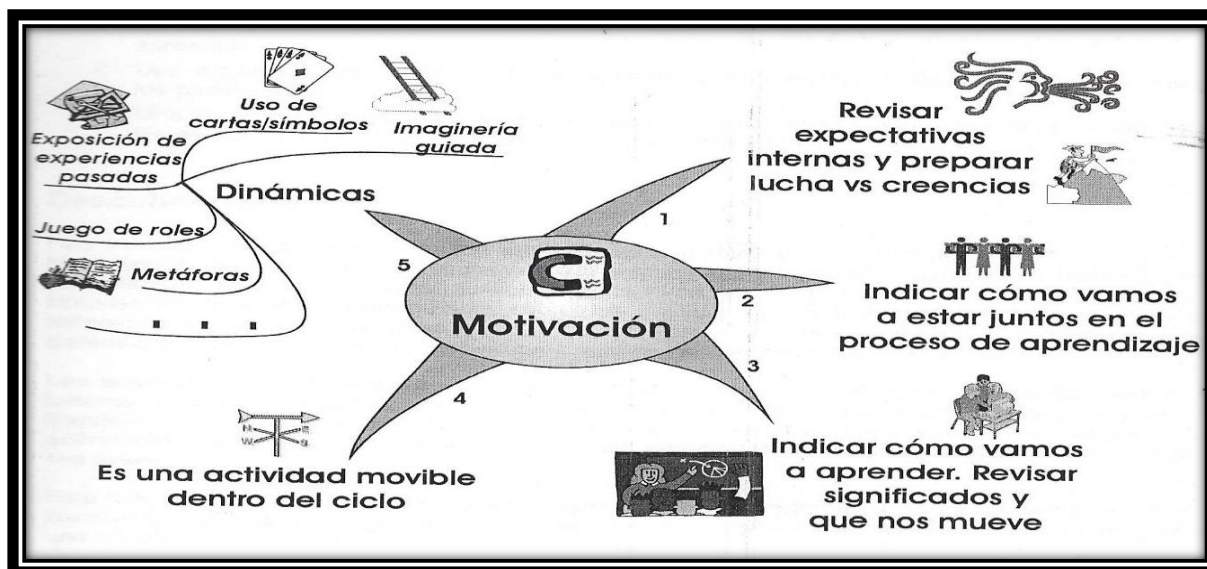 Motivación
1
Revisar
expectativas
internas y preparar
lucha vs creencias
2
Indicar cómo vamos
a estar juntos en el
proceso de aprendizaje
3
Indicar cómo vamos
a aprender. Revisar
significados y
que nos mueve
4
Es una actividad movible
dentro del ciclo
5
Dinámicas
Exposición de
experiencias
pasadas
Uso de
cartas/símbolos
Imaginería
guiada
Juego de roles
Metáforas